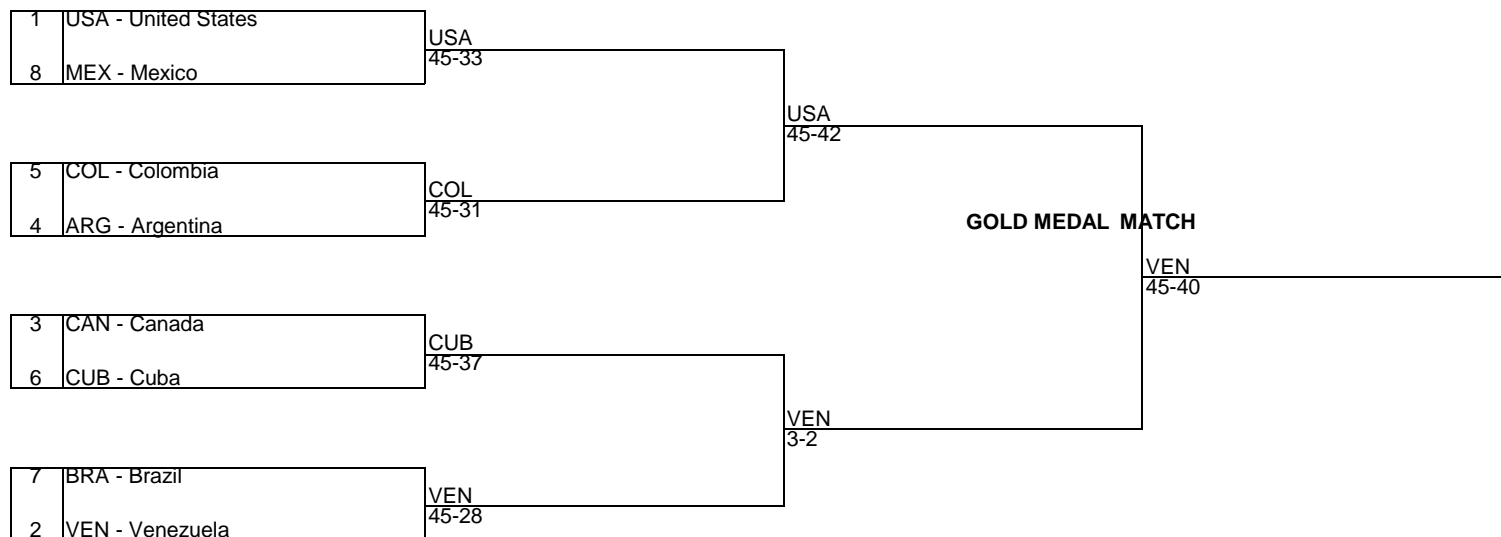 1 USA - United States
USA
45-33
8 MEX - Mexico
USA
45-42
5 COL - Colombia
COL
45-31
4 ARG - Argentina
GOLD MEDAL MATCH
VEN
45-40
3 CAN - Canada
CUB
45-37
6 CUB - Cuba
VEN
3-2
7 BRA - Brazil
VEN
45-28
2 VEN - Venezuela